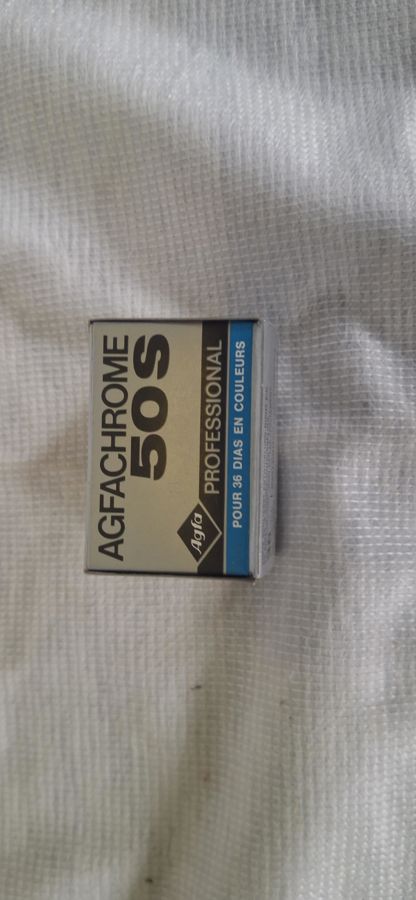 AGFACHROME
50S
Agfa
PROFESSIONAL
POUR 36 DIAS EN COULEURS